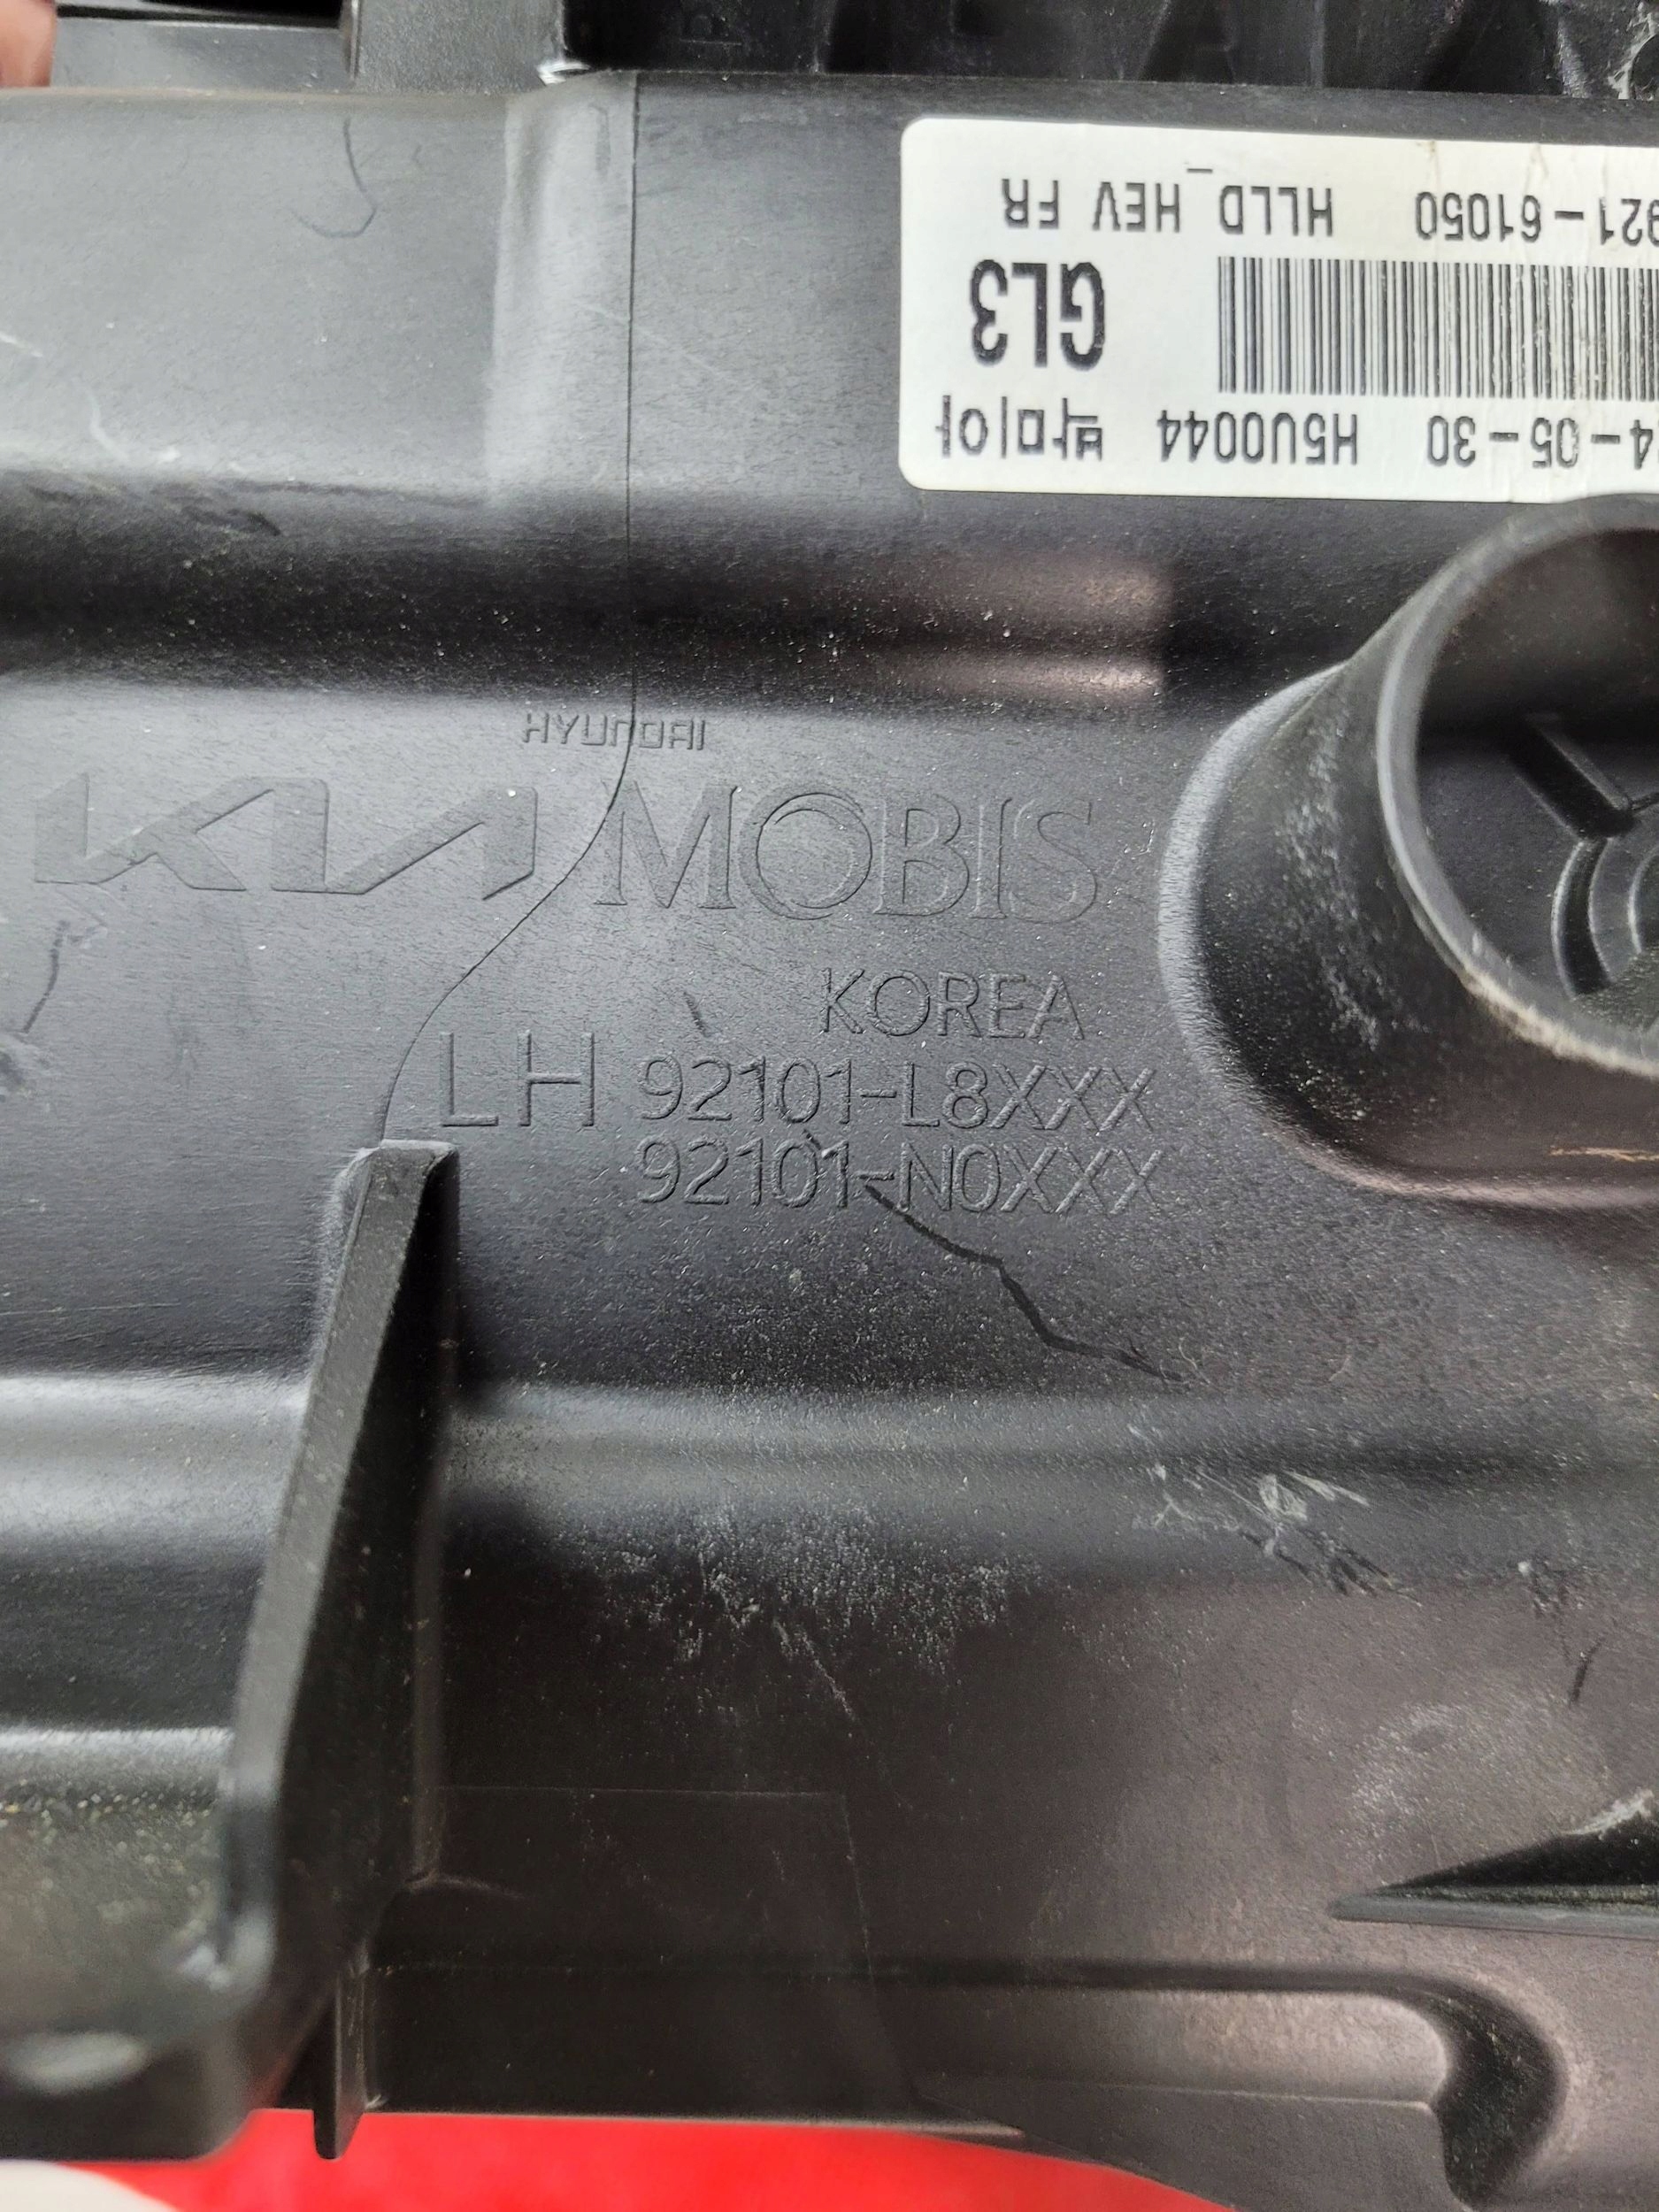 921-61050 HLLD_HEV FR
GL3
24-05-30 H5U0044 박미아
HYUNDAI
KIA MOBIS
KOREA
LH 92101-L8XXX
92101-N0XXX